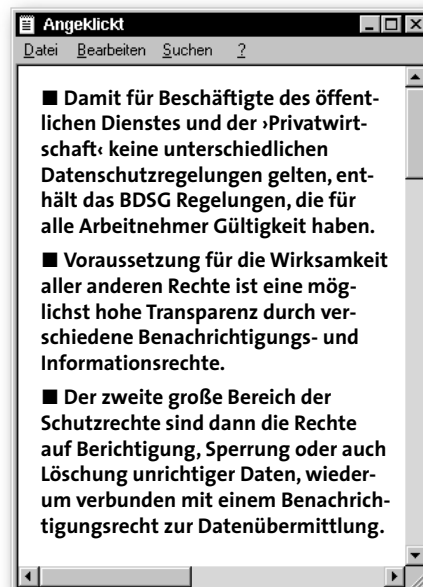 Angeklickt
Datei Bearbeiten Suchen ?
■ Damit für Beschäftigte des öffent-
lichen Dienstes und der ›Privatwirt-
schaft‹ keine unterschiedlichen
Datenschutzregelungen gelten, ent-
hält das BDSG Regelungen, die für
alle Arbeitnehmer Gültigkeit haben.
■ Voraussetzung für die Wirksamkeit
aller anderen Rechte ist eine mög-
lichst hohe Transparenz durch ver-
schiedene Benachrichtigungs- und
Informationsrechte.
■ Der zweite große Bereich der
Schutzrechte sind dann die Rechte
auf Berichtigung, Sperrung oder auch
Löschung unrichtiger Daten, wieder-
um verbunden mit einem Benachrich-
tigungsrecht zur Datenübermittlung.